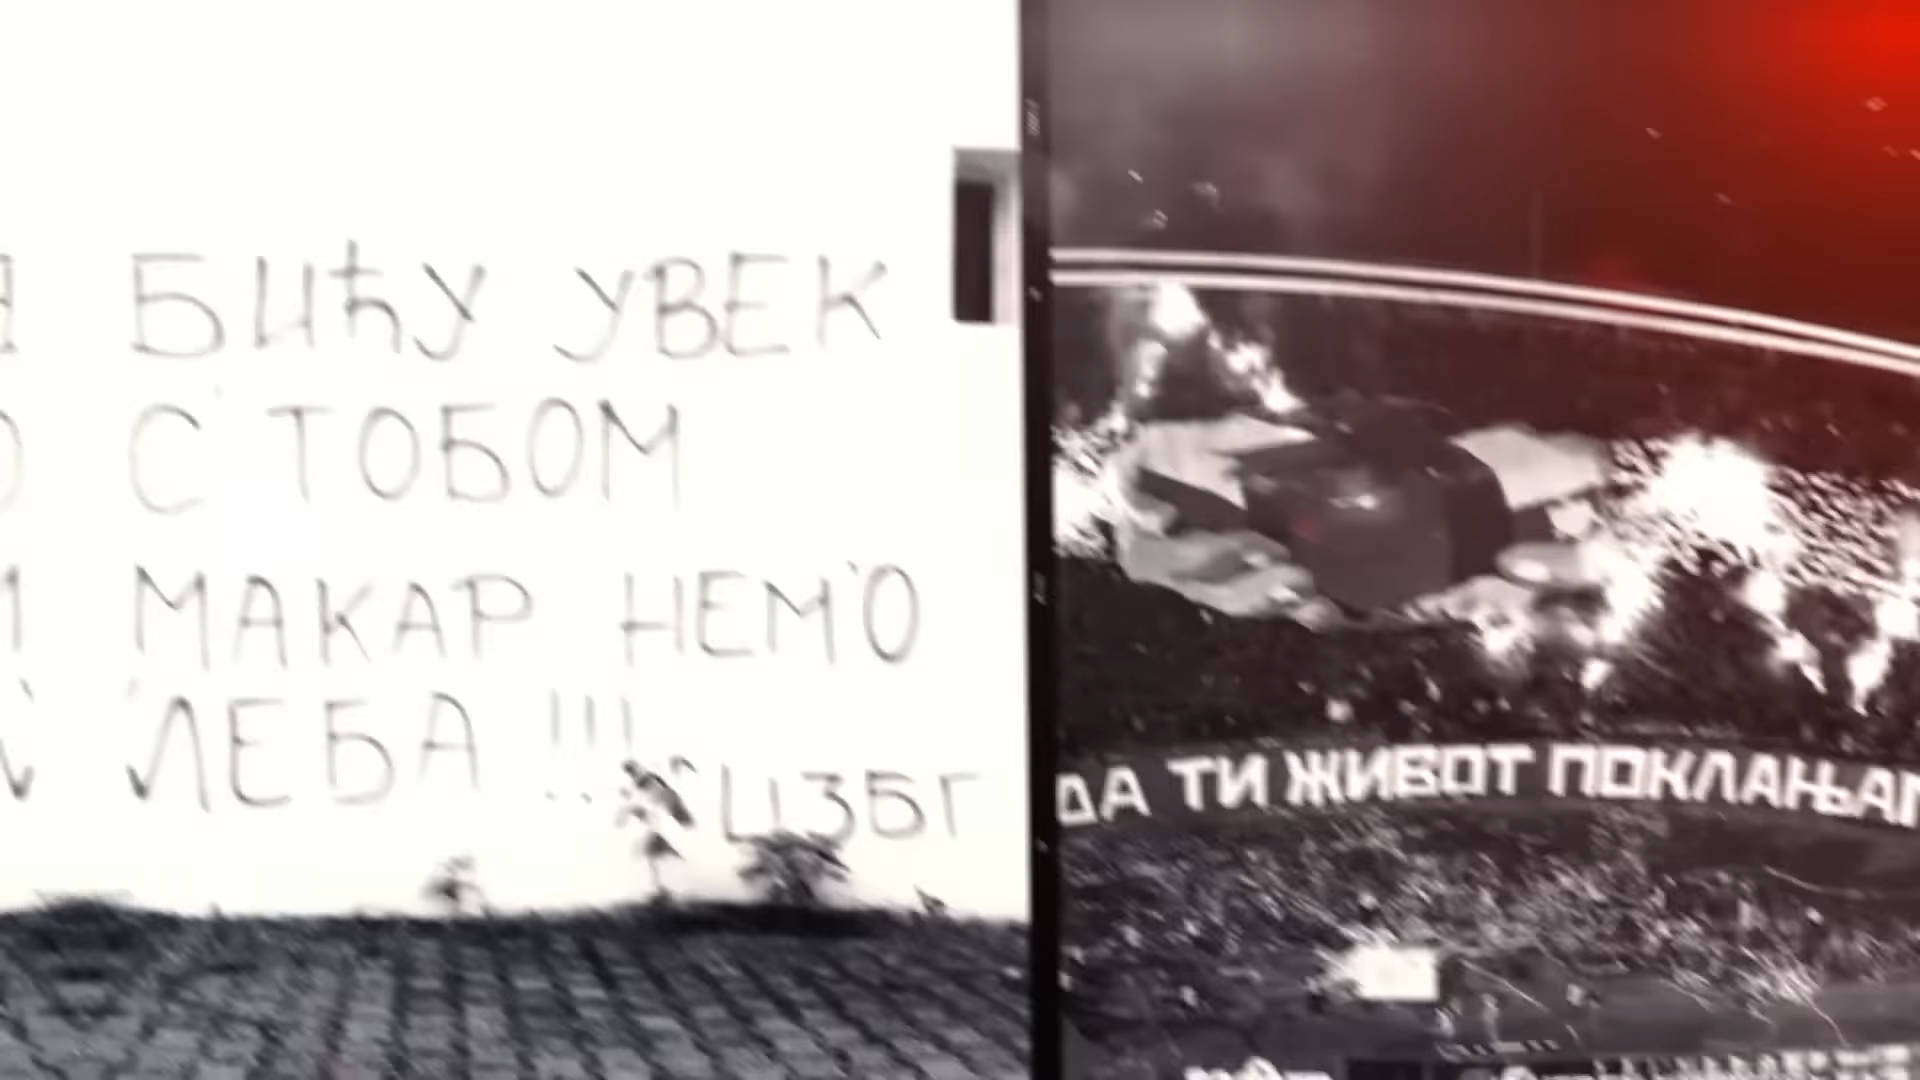 БИЋУ УВЕК
С ТОБОМ
МАКАР НЕМ'О
ЛЕБА !!!
ЦЗБГ
ДА ТИ ЖИВОТ ПОКЛАЊАМ